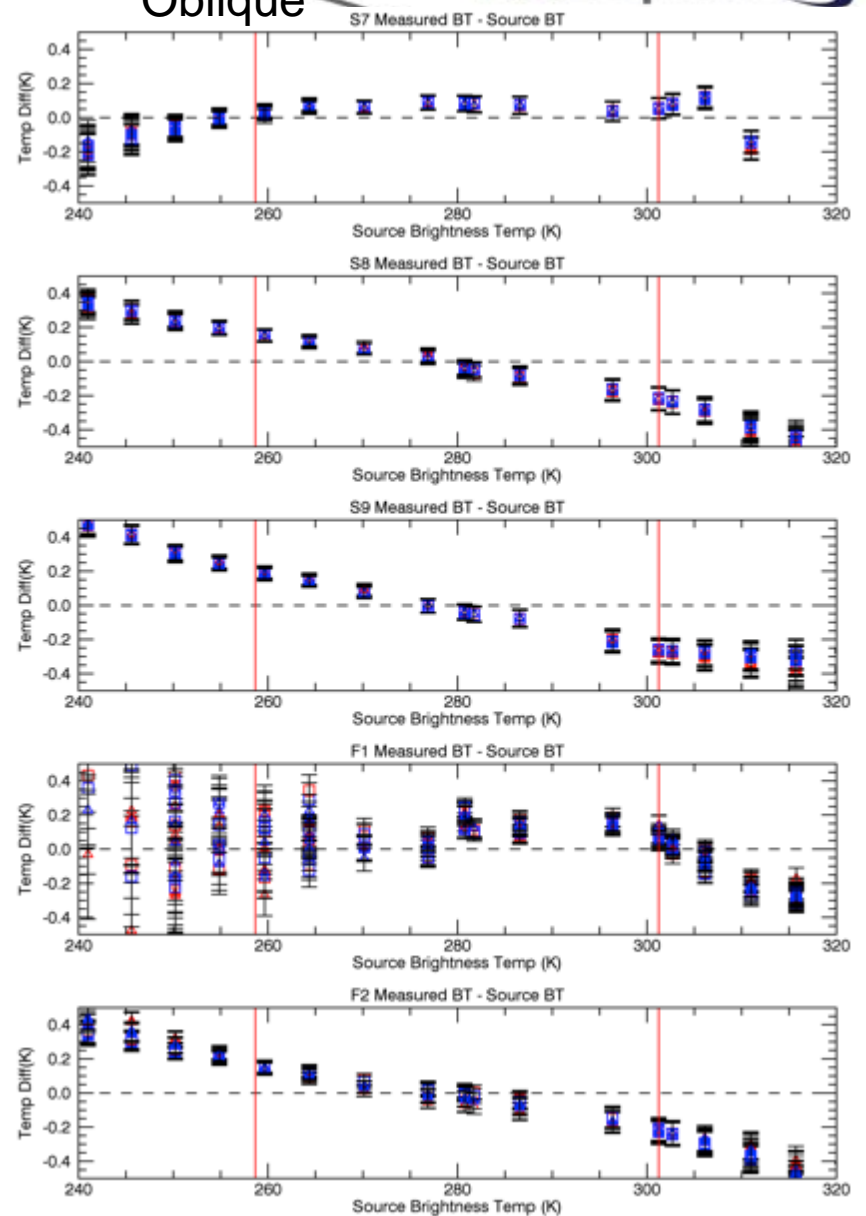 Oblique
S7 Measured BT - Source BT
Temp Diff(K)
0.4
0.2
0.0
-0.2
-0.4
240 260 280 300 320
Source Brightness Temp (K)
S8 Measured BT - Source BT
Temp Diff(K)
0.4
0.2
0.0
-0.2
-0.4
240 260 280 300 320
Source Brightness Temp (K)
S9 Measured BT - Source BT
Temp Diff(K)
0.4
0.2
0.0
-0.2
-0.4
240 260 280 300 320
Source Brightness Temp (K)
F1 Measured BT - Source BT
Temp Diff(K)
0.4
0.2
0.0
-0.2
-0.4
240 260 280 300 320
Source Brightness Temp (K)
F2 Measured BT - Source BT
Temp Diff(K)
0.4
0.2
0.0
-0.2
-0.4
240 260 280 300 320
Source Brightness Temp (K)